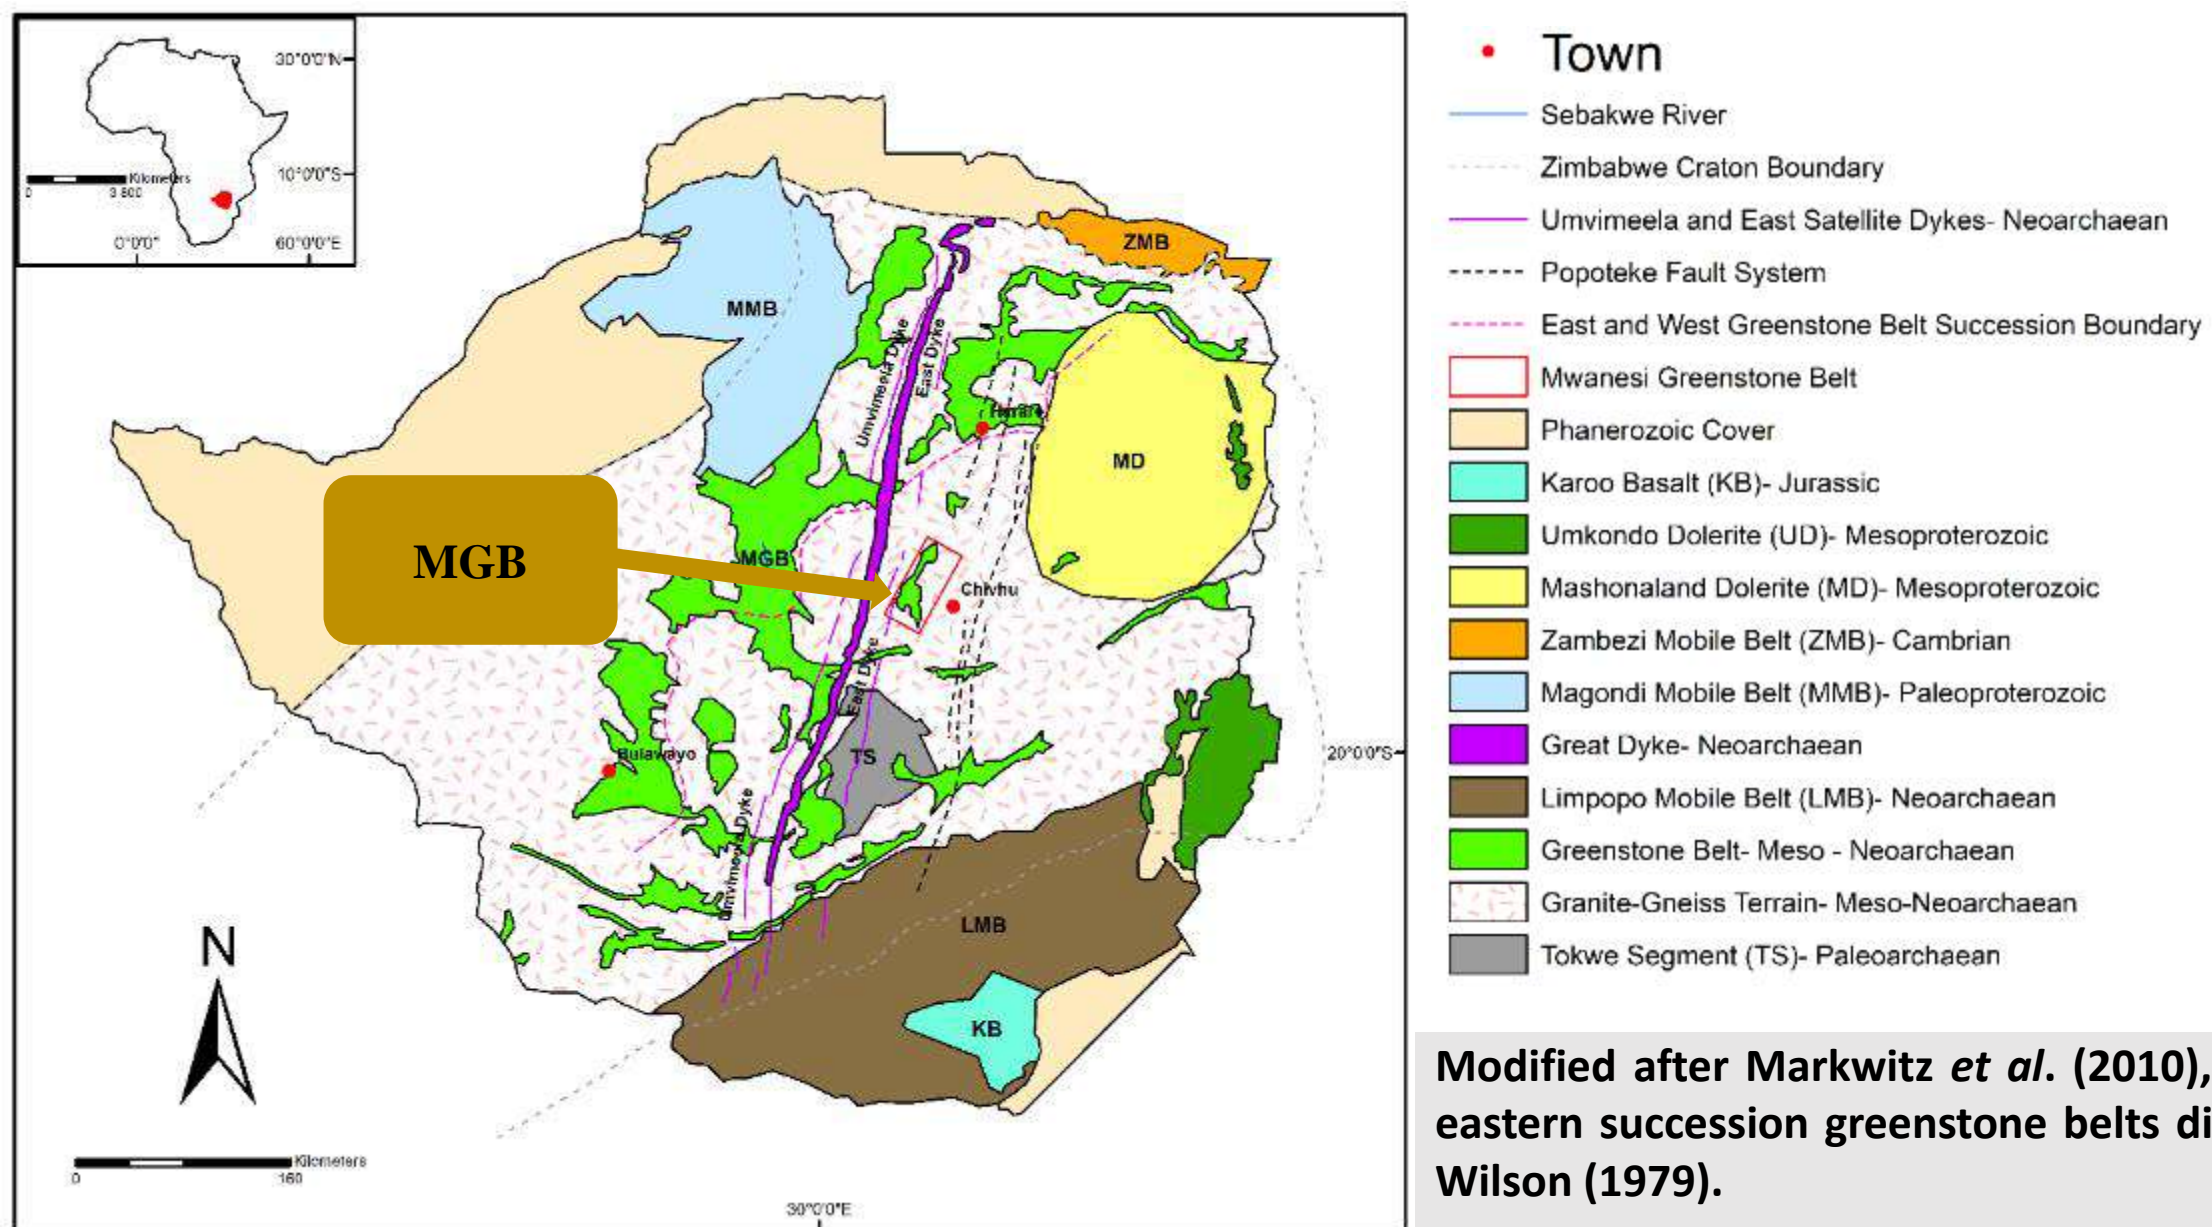 30°0'0"N
Kilometers
0
3 800
10°0'0"S
0°0'0"
60°0'0"E
ZMB
MMB
Umvimeela Dyke
East Dyke
Harare
MD
MGB
MGB
Chivhu
East Dyke
TS
Bulawayo
Umvimeela Dyke
20°0'0"S
LMB
KB
N
Kilometers
0
160
30°0'0"E
Town
Sebakwe River
Zimbabwe Craton Boundary
Umvimeela and East Satellite Dykes- Neoarchaean
Popoteke Fault System
East and West Greenstone Belt Succession Boundary
Mwanesi Greenstone Belt
Phanerozoic Cover
Karoo Basalt (KB)- Jurassic
Umkondo Dolerite (UD)- Mesoproterozoic
Mashonaland Dolerite (MD)- Mesoproterozoic
Zambezi Mobile Belt (ZMB)- Cambrian
Magondi Mobile Belt (MMB)- Paleoproterozoic
Great Dyke- Neoarchaean
Limpopo Mobile Belt (LMB)- Neoarchaean
Greenstone Belt- Meso - Neoarchaean
Granite-Gneiss Terrain- Meso-Neoarchaean
Tokwe Segment (TS)- Paleoarchaean
Modified after Markwitz et al. (2010),
eastern succession greenstone belts di
Wilson (1979).